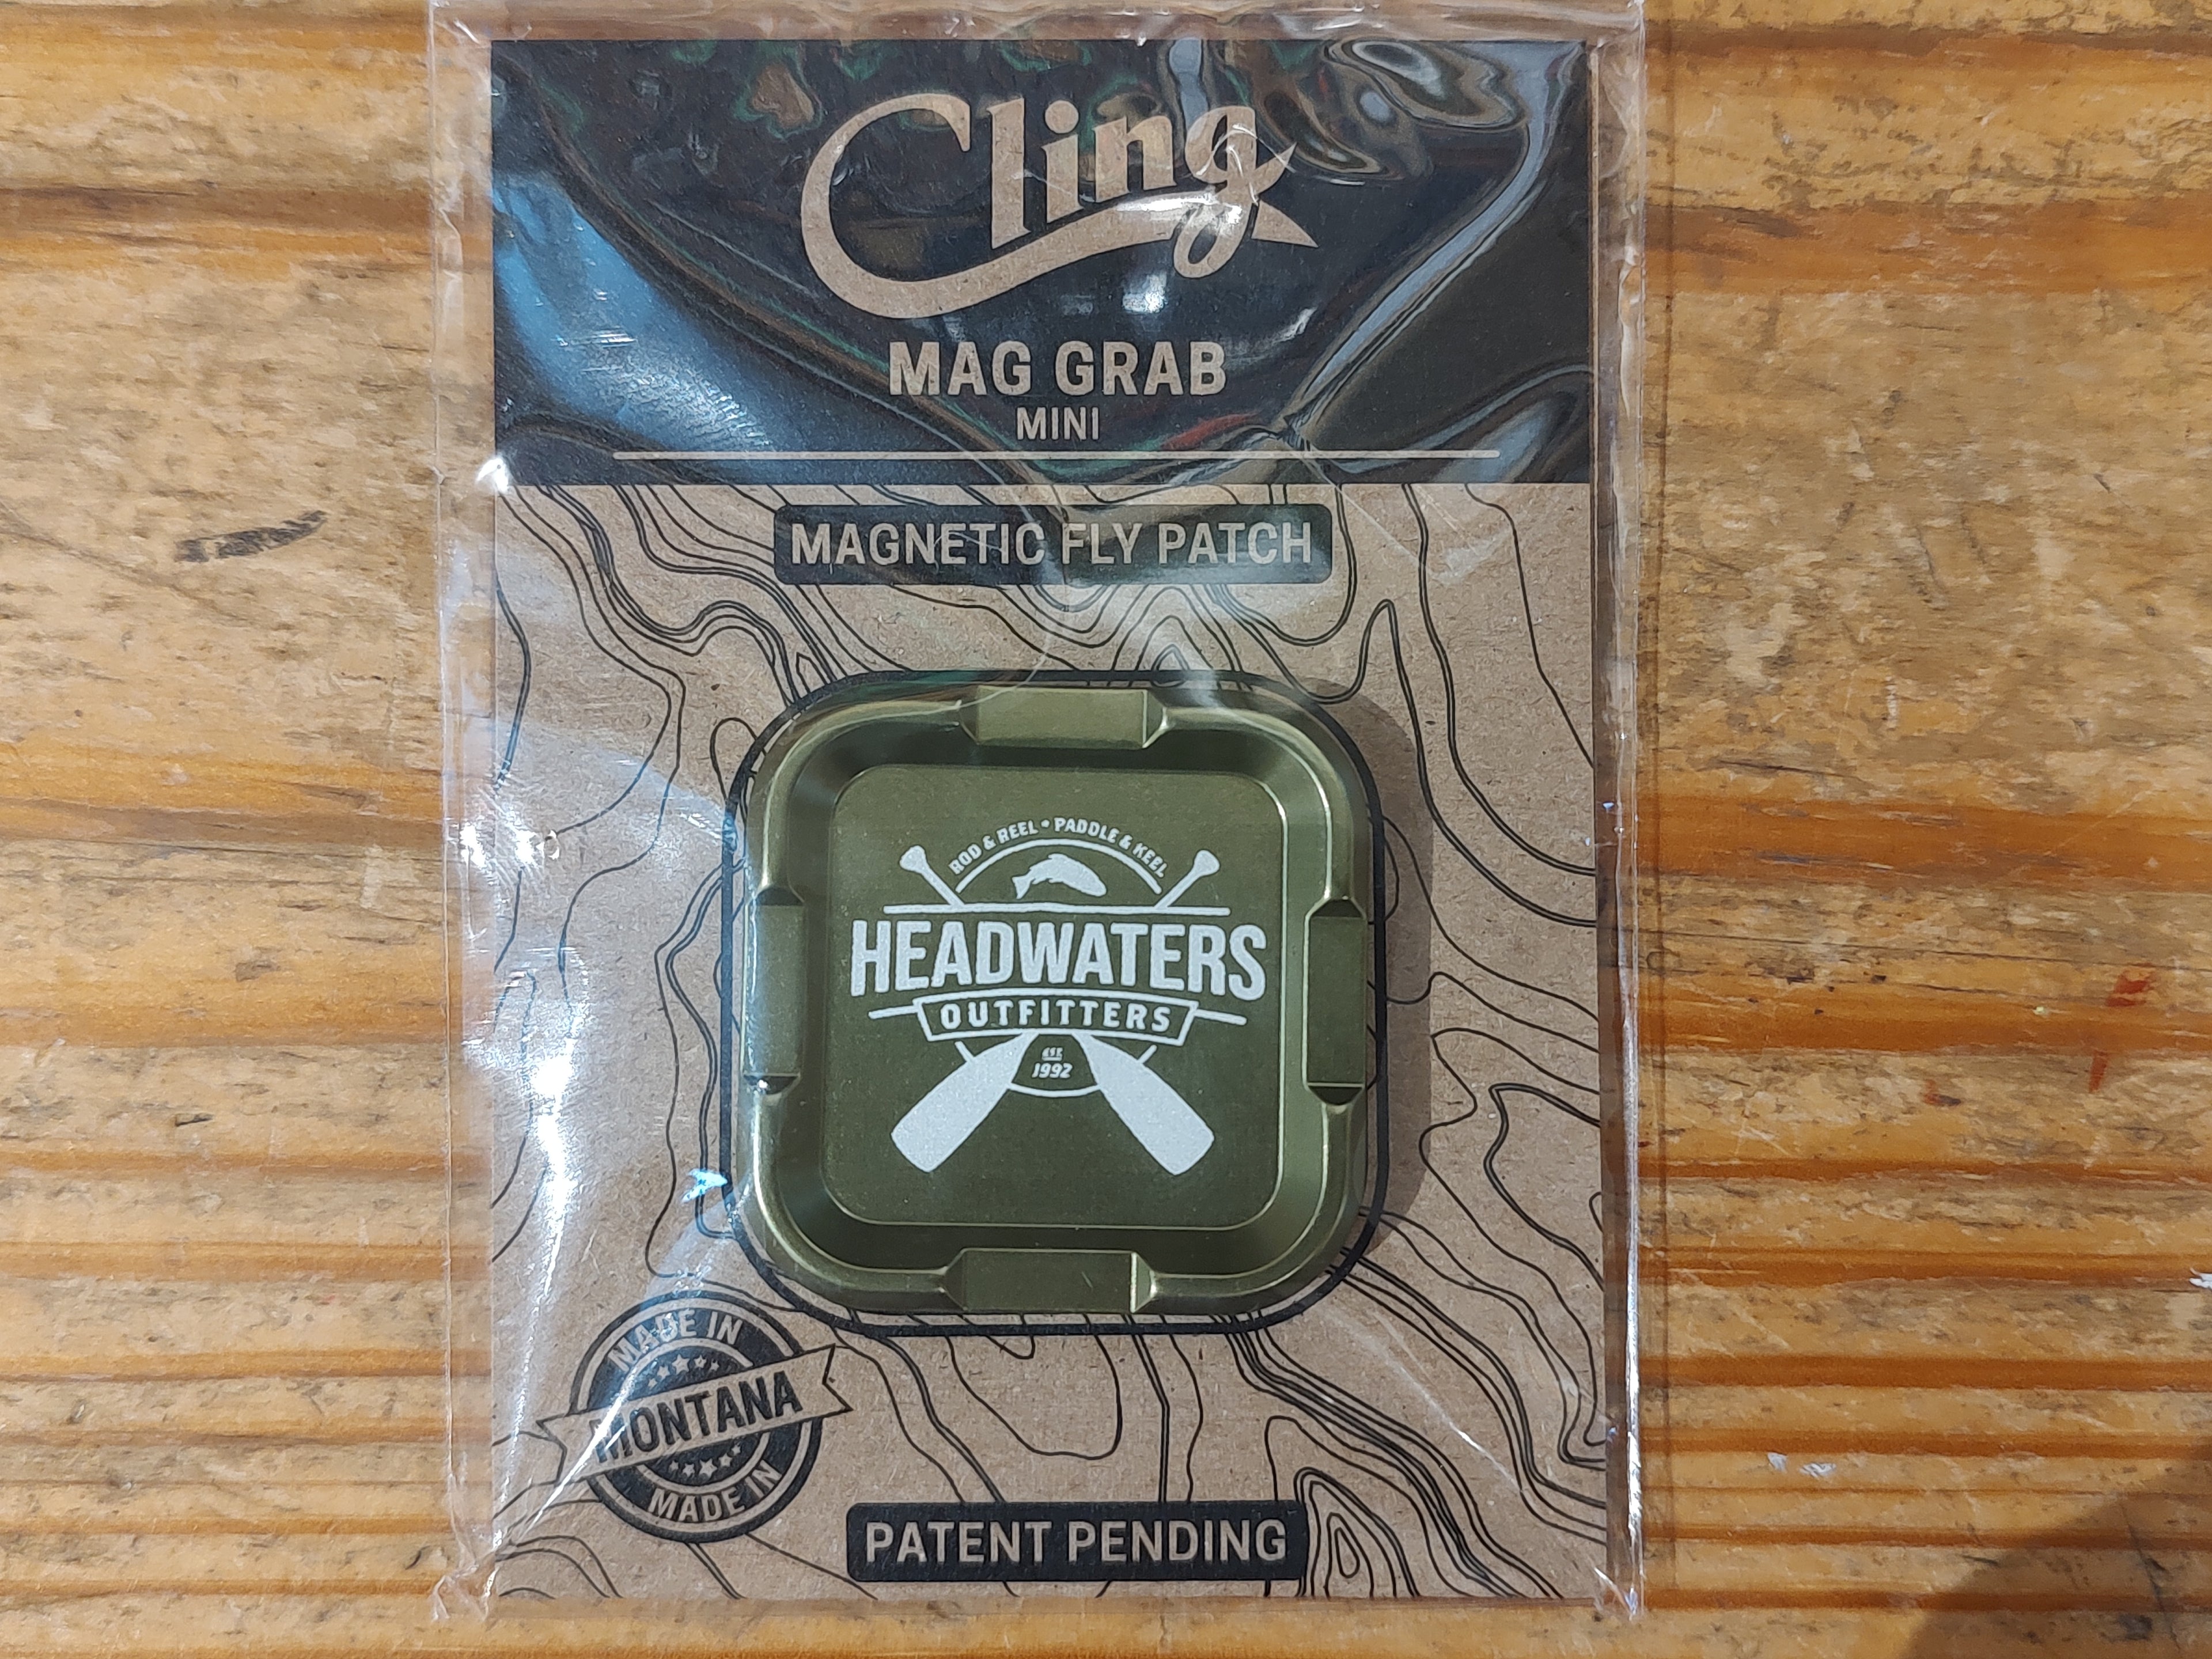 Cling
MAG GRAB
MINI
MAGNETIC FLY PATCH
ROD & REEL • PADDLE & KEEL
HEADWATERS
OUTFITTERS
EST.
1992
MADE IN
MONTANA
MADE IN
PATENT PENDING